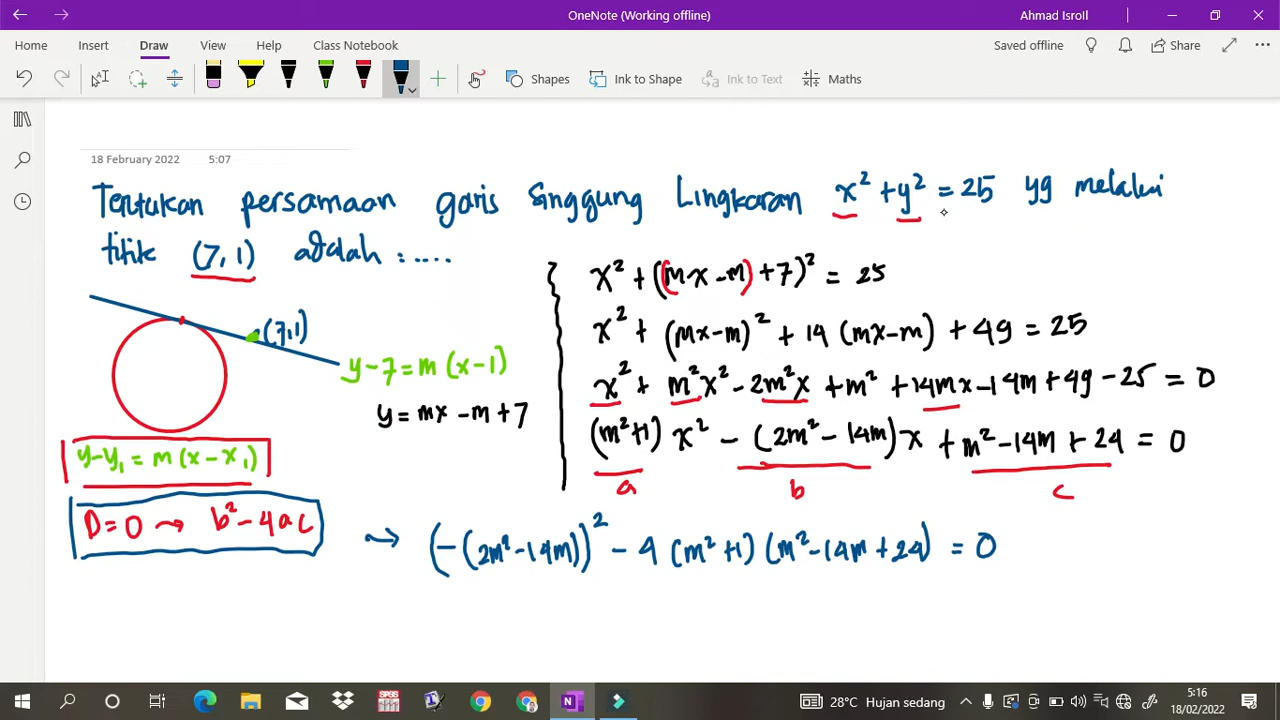 OneNote (Working offline)
Ahmad Isroll
Home Insert Draw View Help Class Notebook
Saved offline Share
Shapes Ink to Shape Ink to Text Maths
18 February 2022 5:07
Tentukan persamaan garis singgung Lingkaran x² + y² = 25 yg melalui
titik (7, 1) adalah : ....
(7,1)
y-7 = m (x-1)
y = mx - m + 7
y-y₁ = m (x - x₁)
D = 0 → b² - 4ac
x² + ((mx - m) + 7)² = 25
x² + (mx-m)² + 14 (mx-m) + 49 = 25
x² + m²x² - 2m²x + m² + 14mx - 14m + 49 - 25 = 0
(m²+1) x² - (2m² - 14m) x + m² - 14m + 24 = 0
a b c
→ (-(2m²-14m))² - 4 (m²+1) (m²-14m+24) = 0
28°C Hujan sedang
5:16
18/02/2022